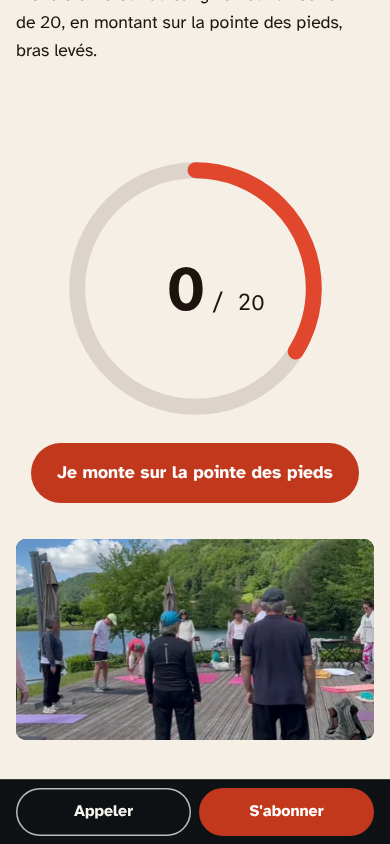 de 20, en montant sur la pointe des pieds,
bras levés.
0 / 20
Je monte sur la pointe des pieds
Appeler
S'abonner